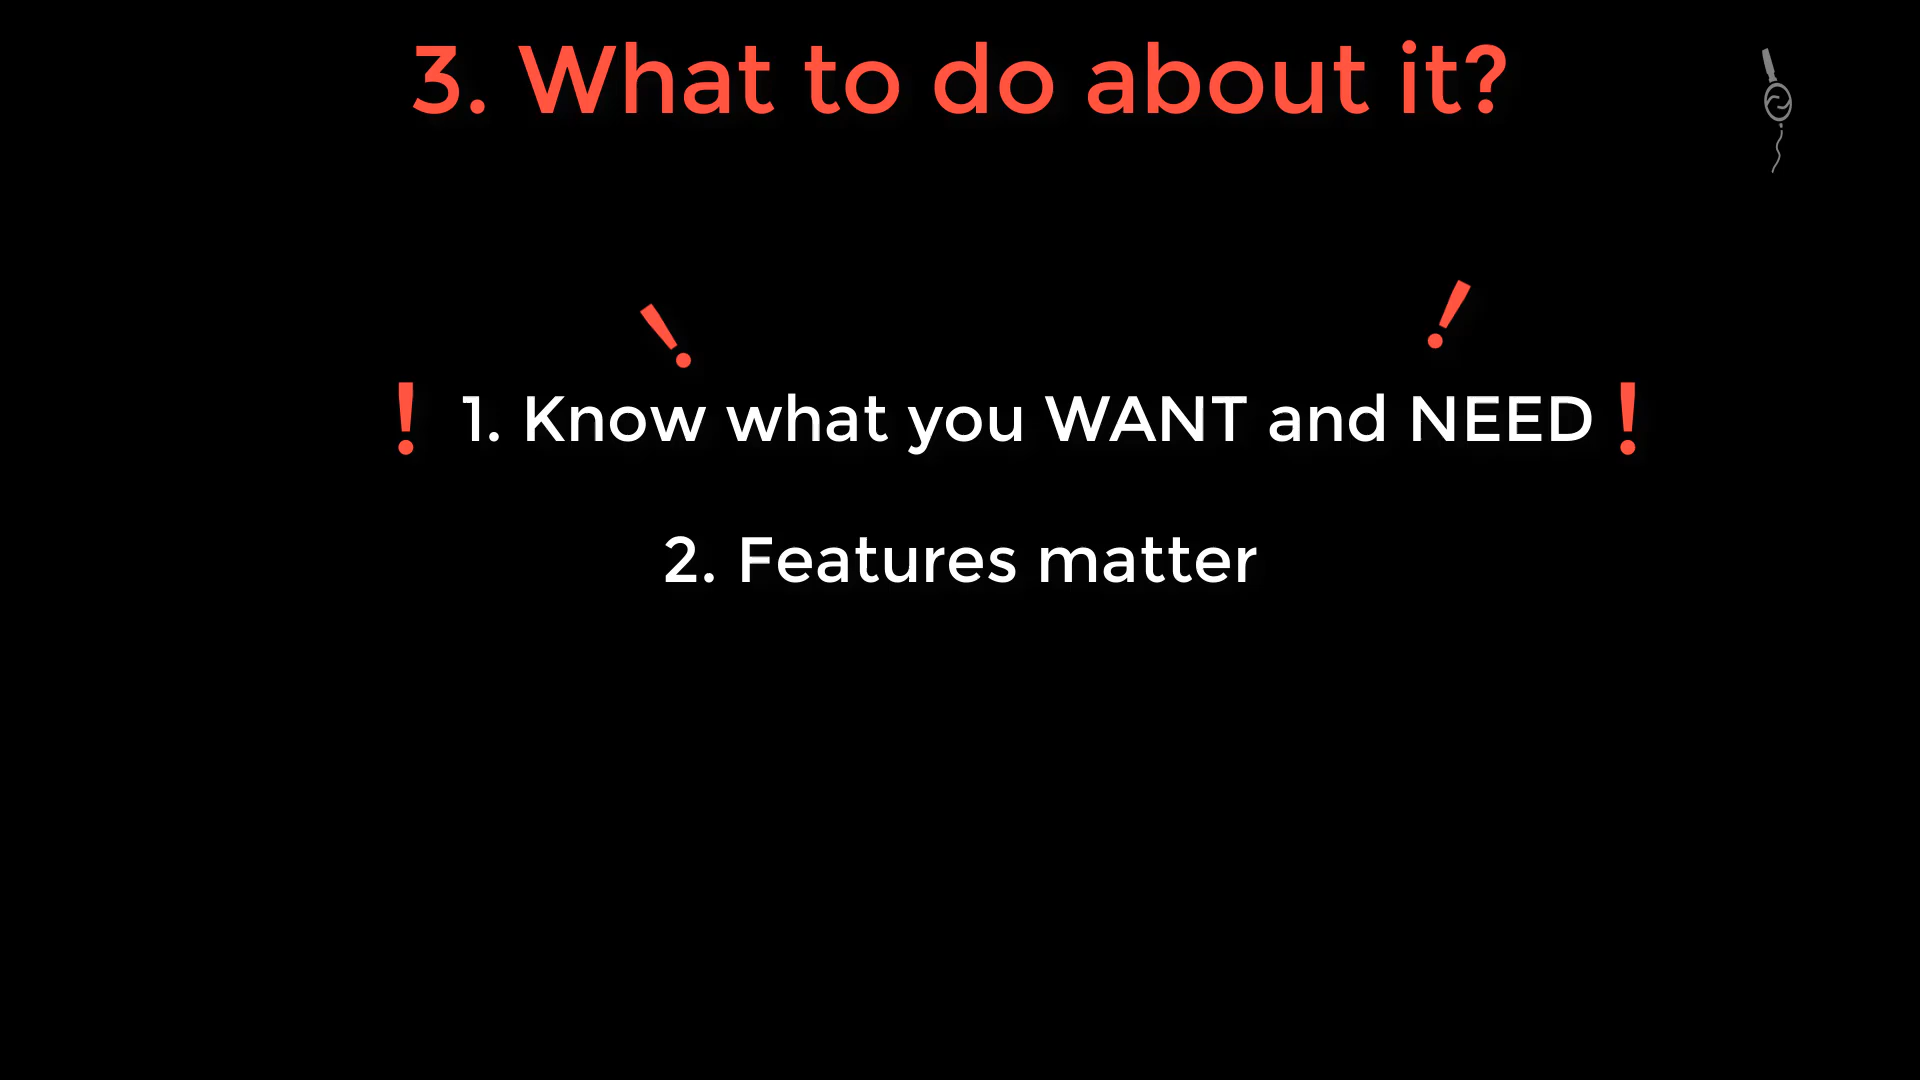 3. What to do about it?
! !
! 1. Know what you WANT and NEED !
2. Features matter